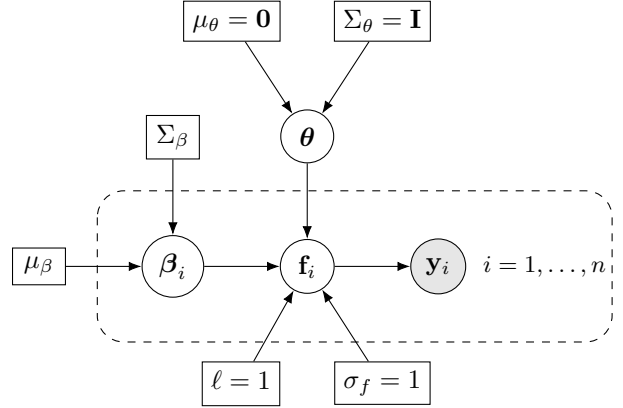 μ_θ = 𝟎
Σ_θ = 𝐈
𝜽
Σ_β
μ_β
𝜷_i
𝐟_i
𝐲_i
i = 1, . . . , n
ℓ = 1
σ_f = 1